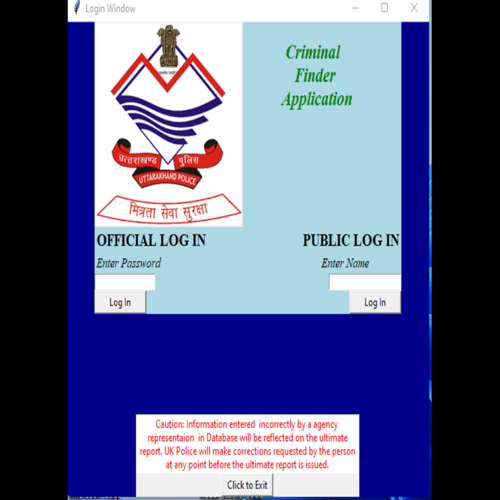 Login Window
Criminal
Finder
Application
उत्तराखण्ड पुलिस
UTTARAKHAND POLICE
मित्रता सेवा सुरक्षा
OFFICIAL LOG IN
PUBLIC LOG IN
Enter Password
Enter Name
Log In
Log In
Caution: Information entered incorrectly by a agency
representaion in Database will be reflected on the ultimate
report. UK Police will make corrections requested by the person
at any point before the ultimate report is issued.
Click to Exit